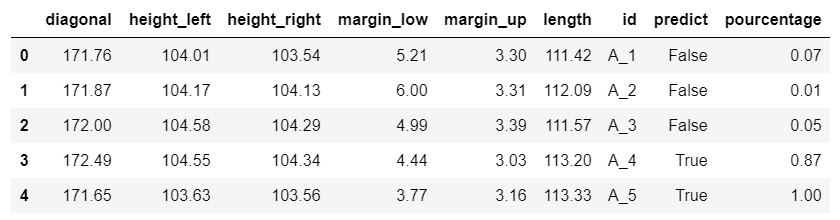 diagonal height_left height_right margin_low margin_up length id predict pourcentage
0 171.76 104.01 103.54 5.21 3.30 111.42 A_1 False 0.07
1 171.87 104.17 104.13 6.00 3.31 112.09 A_2 False 0.01
2 172.00 104.58 104.29 4.99 3.39 111.57 A_3 False 0.05
3 172.49 104.55 104.34 4.44 3.03 113.20 A_4 True 0.87
4 171.65 103.63 103.56 3.77 3.16 113.33 A_5 True 1.00